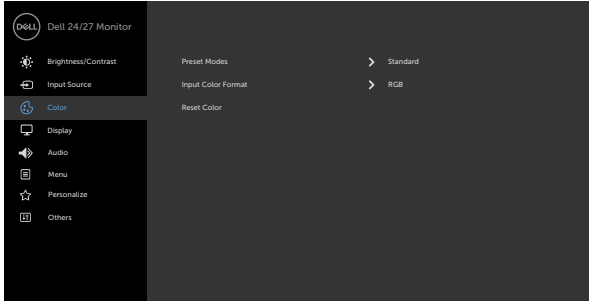 DELL Dell 24/27 Monitor
Brightness/Contrast Preset Modes Standard
Input Source Input Color Format RGB
Color Reset Color
Display
Audio
Menu
Personalize
Others